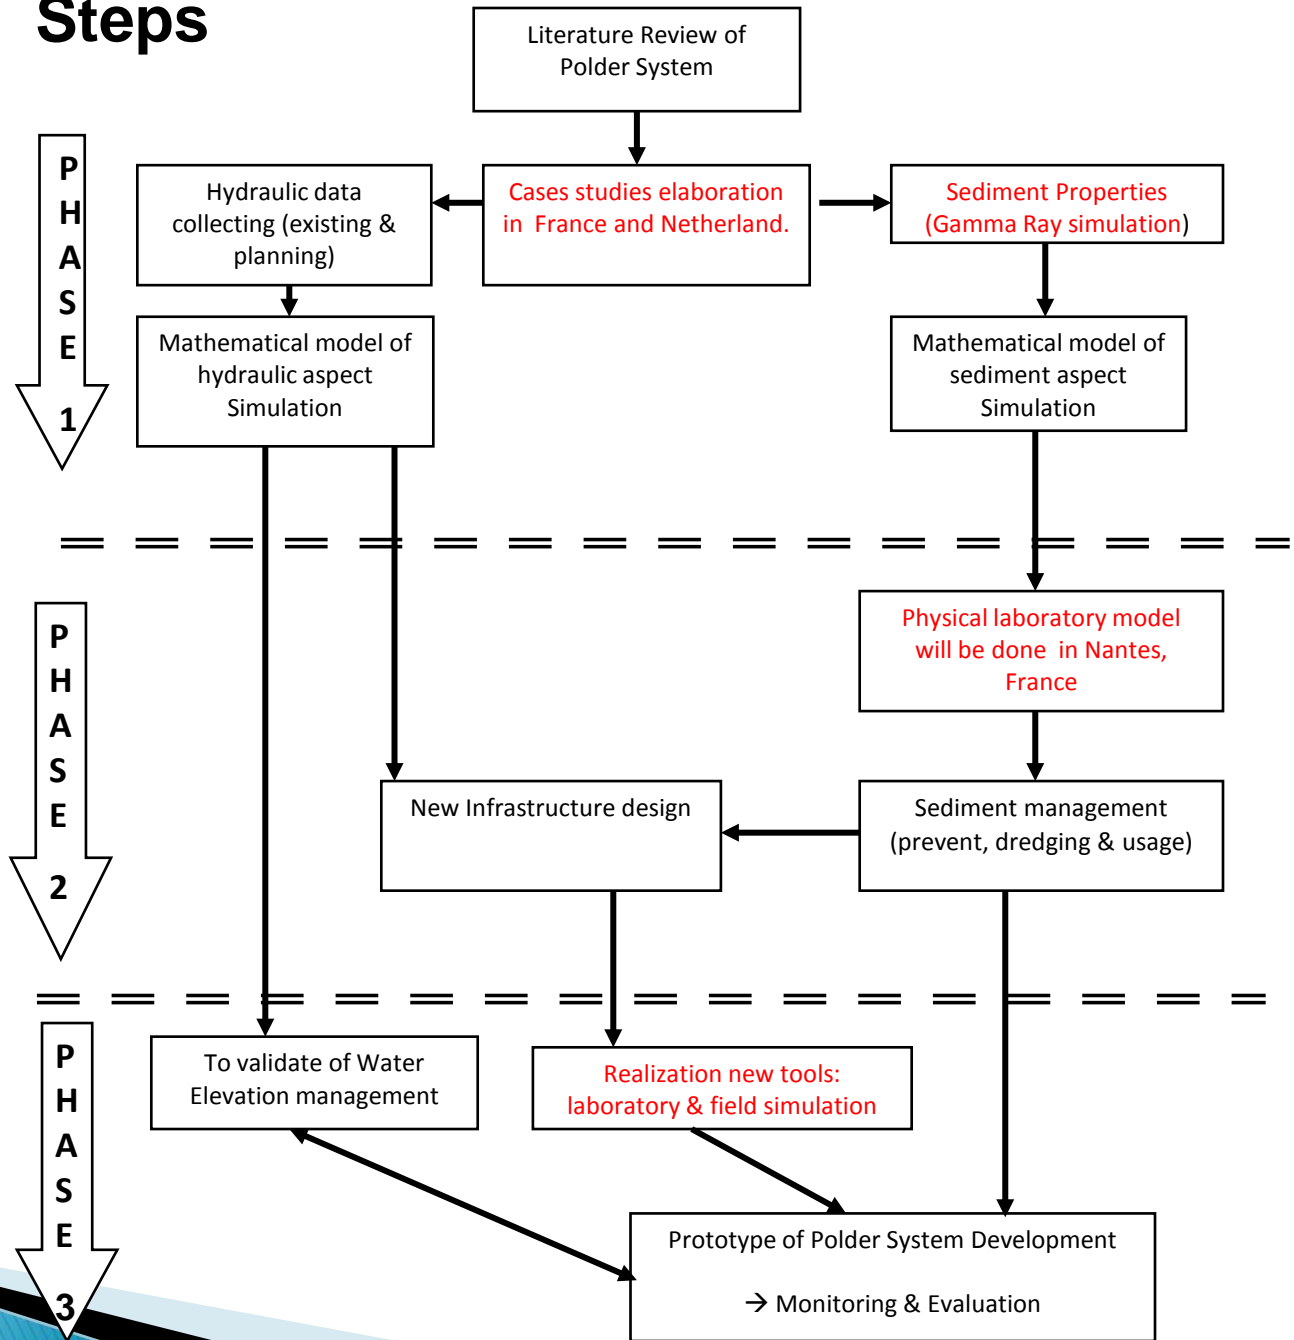 Steps
Literature Review of
Polder System
P
H
A
S
E
1
Hydraulic data
collecting (existing &
planning)
Cases studies elaboration
in France and Netherland.
Sediment Properties
(Gamma Ray simulation)
Mathematical model of
hydraulic aspect
Simulation
Mathematical model of
sediment aspect
Simulation
P
H
A
S
E
2
Physical laboratory model
will be done in Nantes,
France
New Infrastructure design
Sediment management
(prevent, dredging & usage)
P
H
A
S
E
3
To validate of Water
Elevation management
Realization new tools:
laboratory & field simulation
Prototype of Polder System Development
→ Monitoring & Evaluation